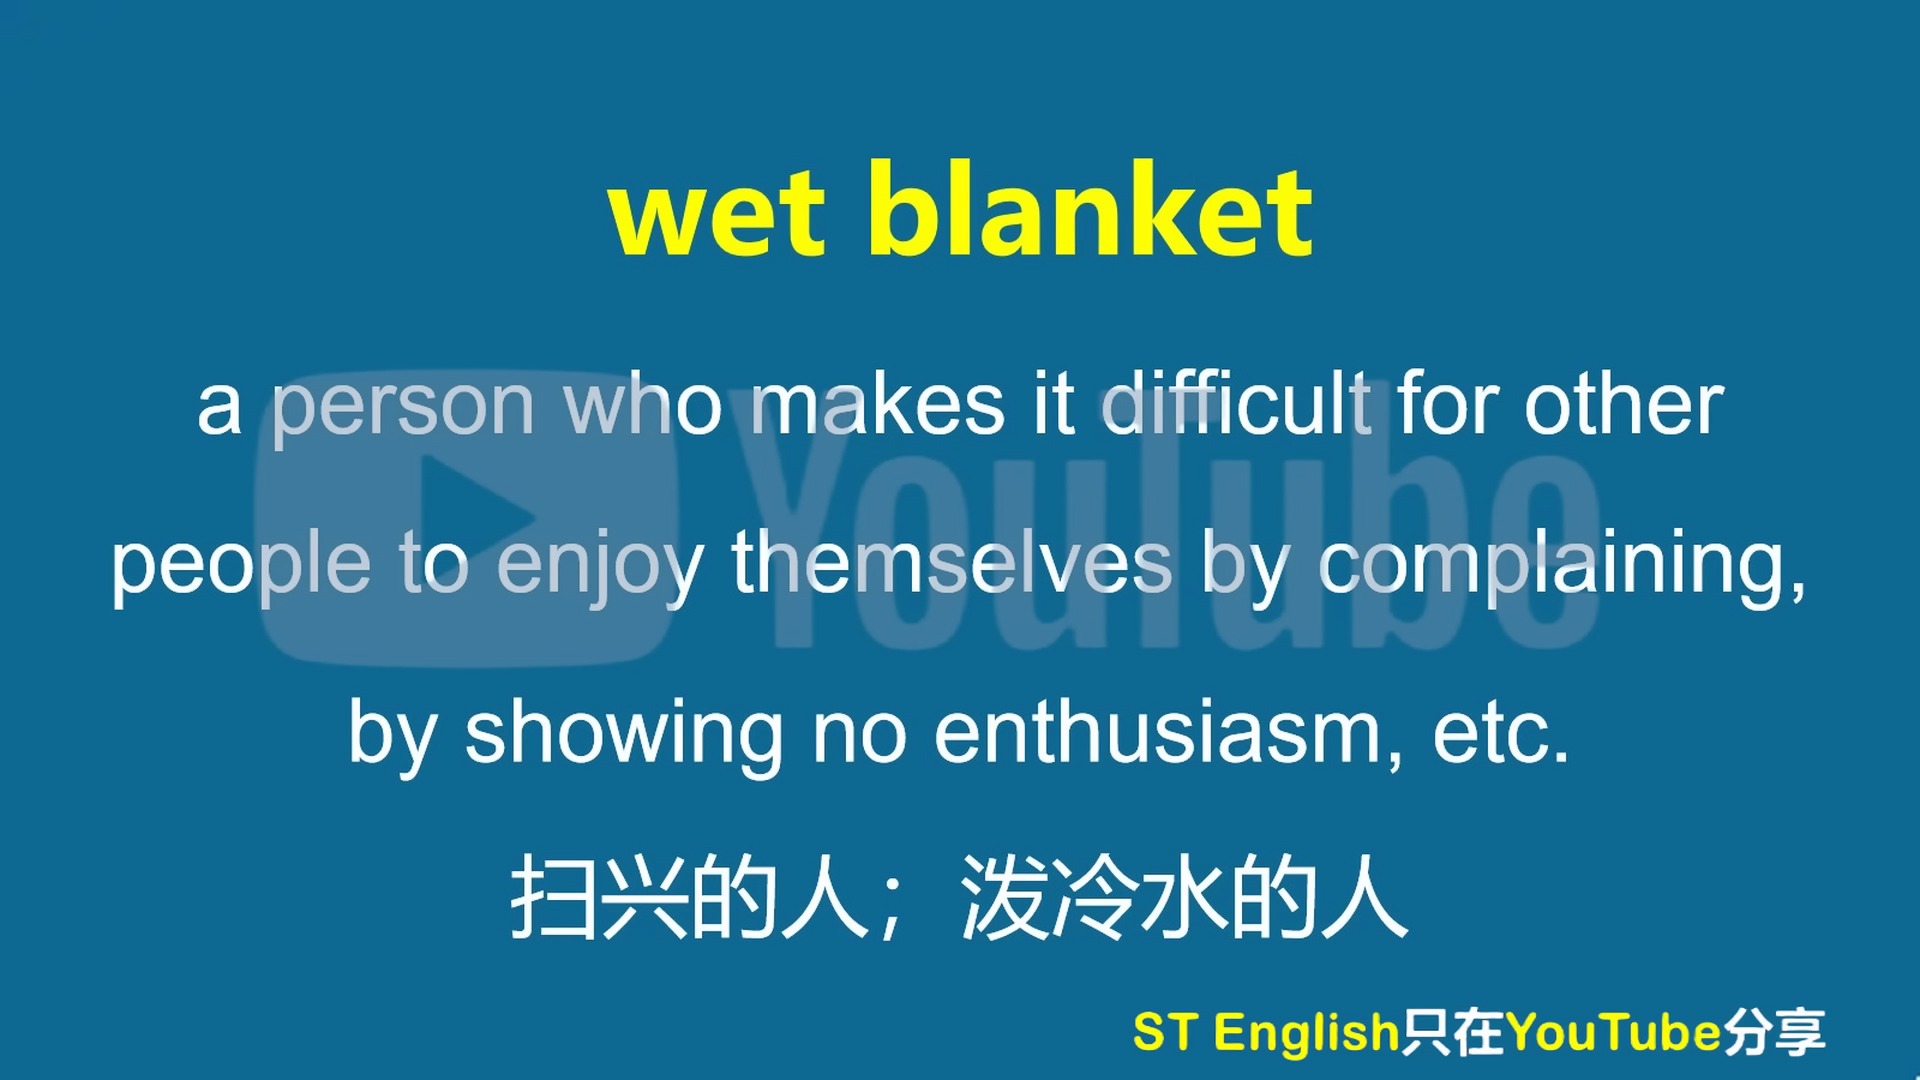 wet blanket
a person who makes it difficult for other
YouTube
people to enjoy themselves by complaining,
by showing no enthusiasm, etc.
扫兴的人；泼冷水的人
ST English只在YouTube分享